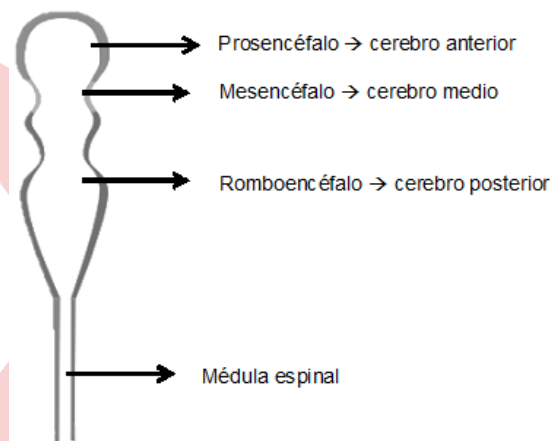 Prosencéfalo → cerebro anterior
Mesencéfalo → cerebro medio
Romboencéfalo → cerebro posterior
Médula espinal